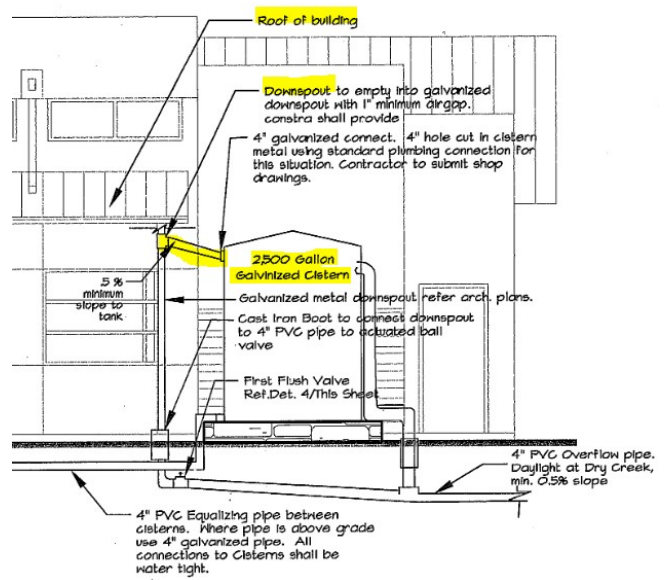 Roof of building
Downspout to empty into galvanized
downspout with 1" minimum airgap.
constra shall provide
4" galvanized connect. 4" hole cut in cistern
metal using standard plumbing connection for
this situation. Contractor to submit shop
drawings.
2,500 Gallon
Galvinized Cistern
.5 %
minimum
slope to
tank
Galvanized metal downspout refer arch. plans.
Cast Iron Boot to connect downspout
to 4" PVC pipe to actuated ball
valve
First Flush Valve
Ref.Det. 4/This Sheet
4" PVC Overflow pipe.
Daylight at Dry Creek,
min. 0.5% slope
4" PVC Equalizing pipe between
cisterns. Where pipe is above grade
use 4" galvanized pipe. All
connections to Cisterns shall be
water tight.